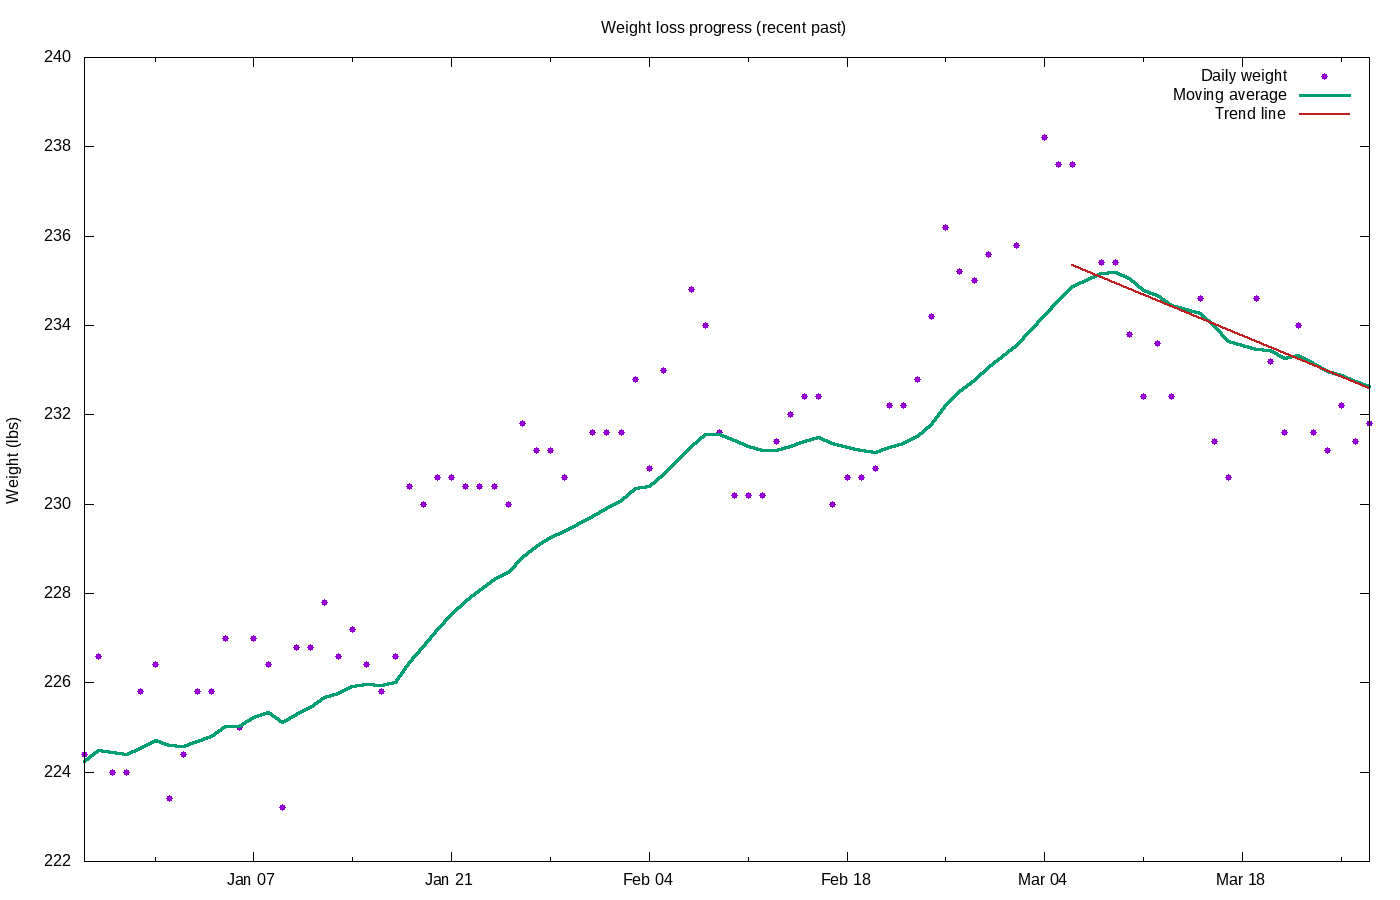 Weight loss progress (recent past)
240
238
236
234
232
230
228
226
224
222
Weight (lbs)
Daily weight
Moving average
Trend line
Jan 07
Jan 21
Feb 04
Feb 18
Mar 04
Mar 18